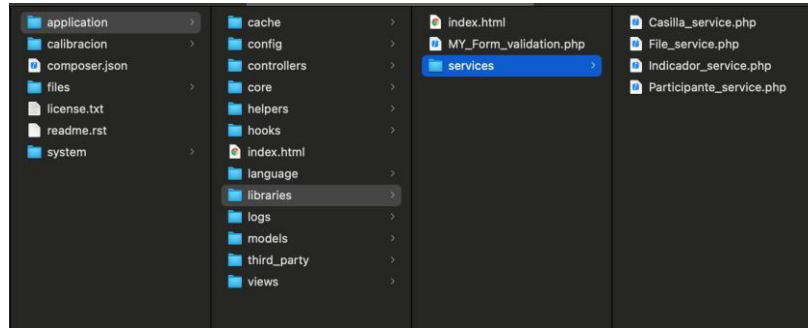 application
calibracion
composer.json
files
license.txt
readme.rst
system
cache
config
controllers
core
helpers
hooks
index.html
language
libraries
logs
models
third_party
views
index.html
MY_Form_validation.php
services
Casilla_service.php
File_service.php
Indicador_service.php
Participante_service.php